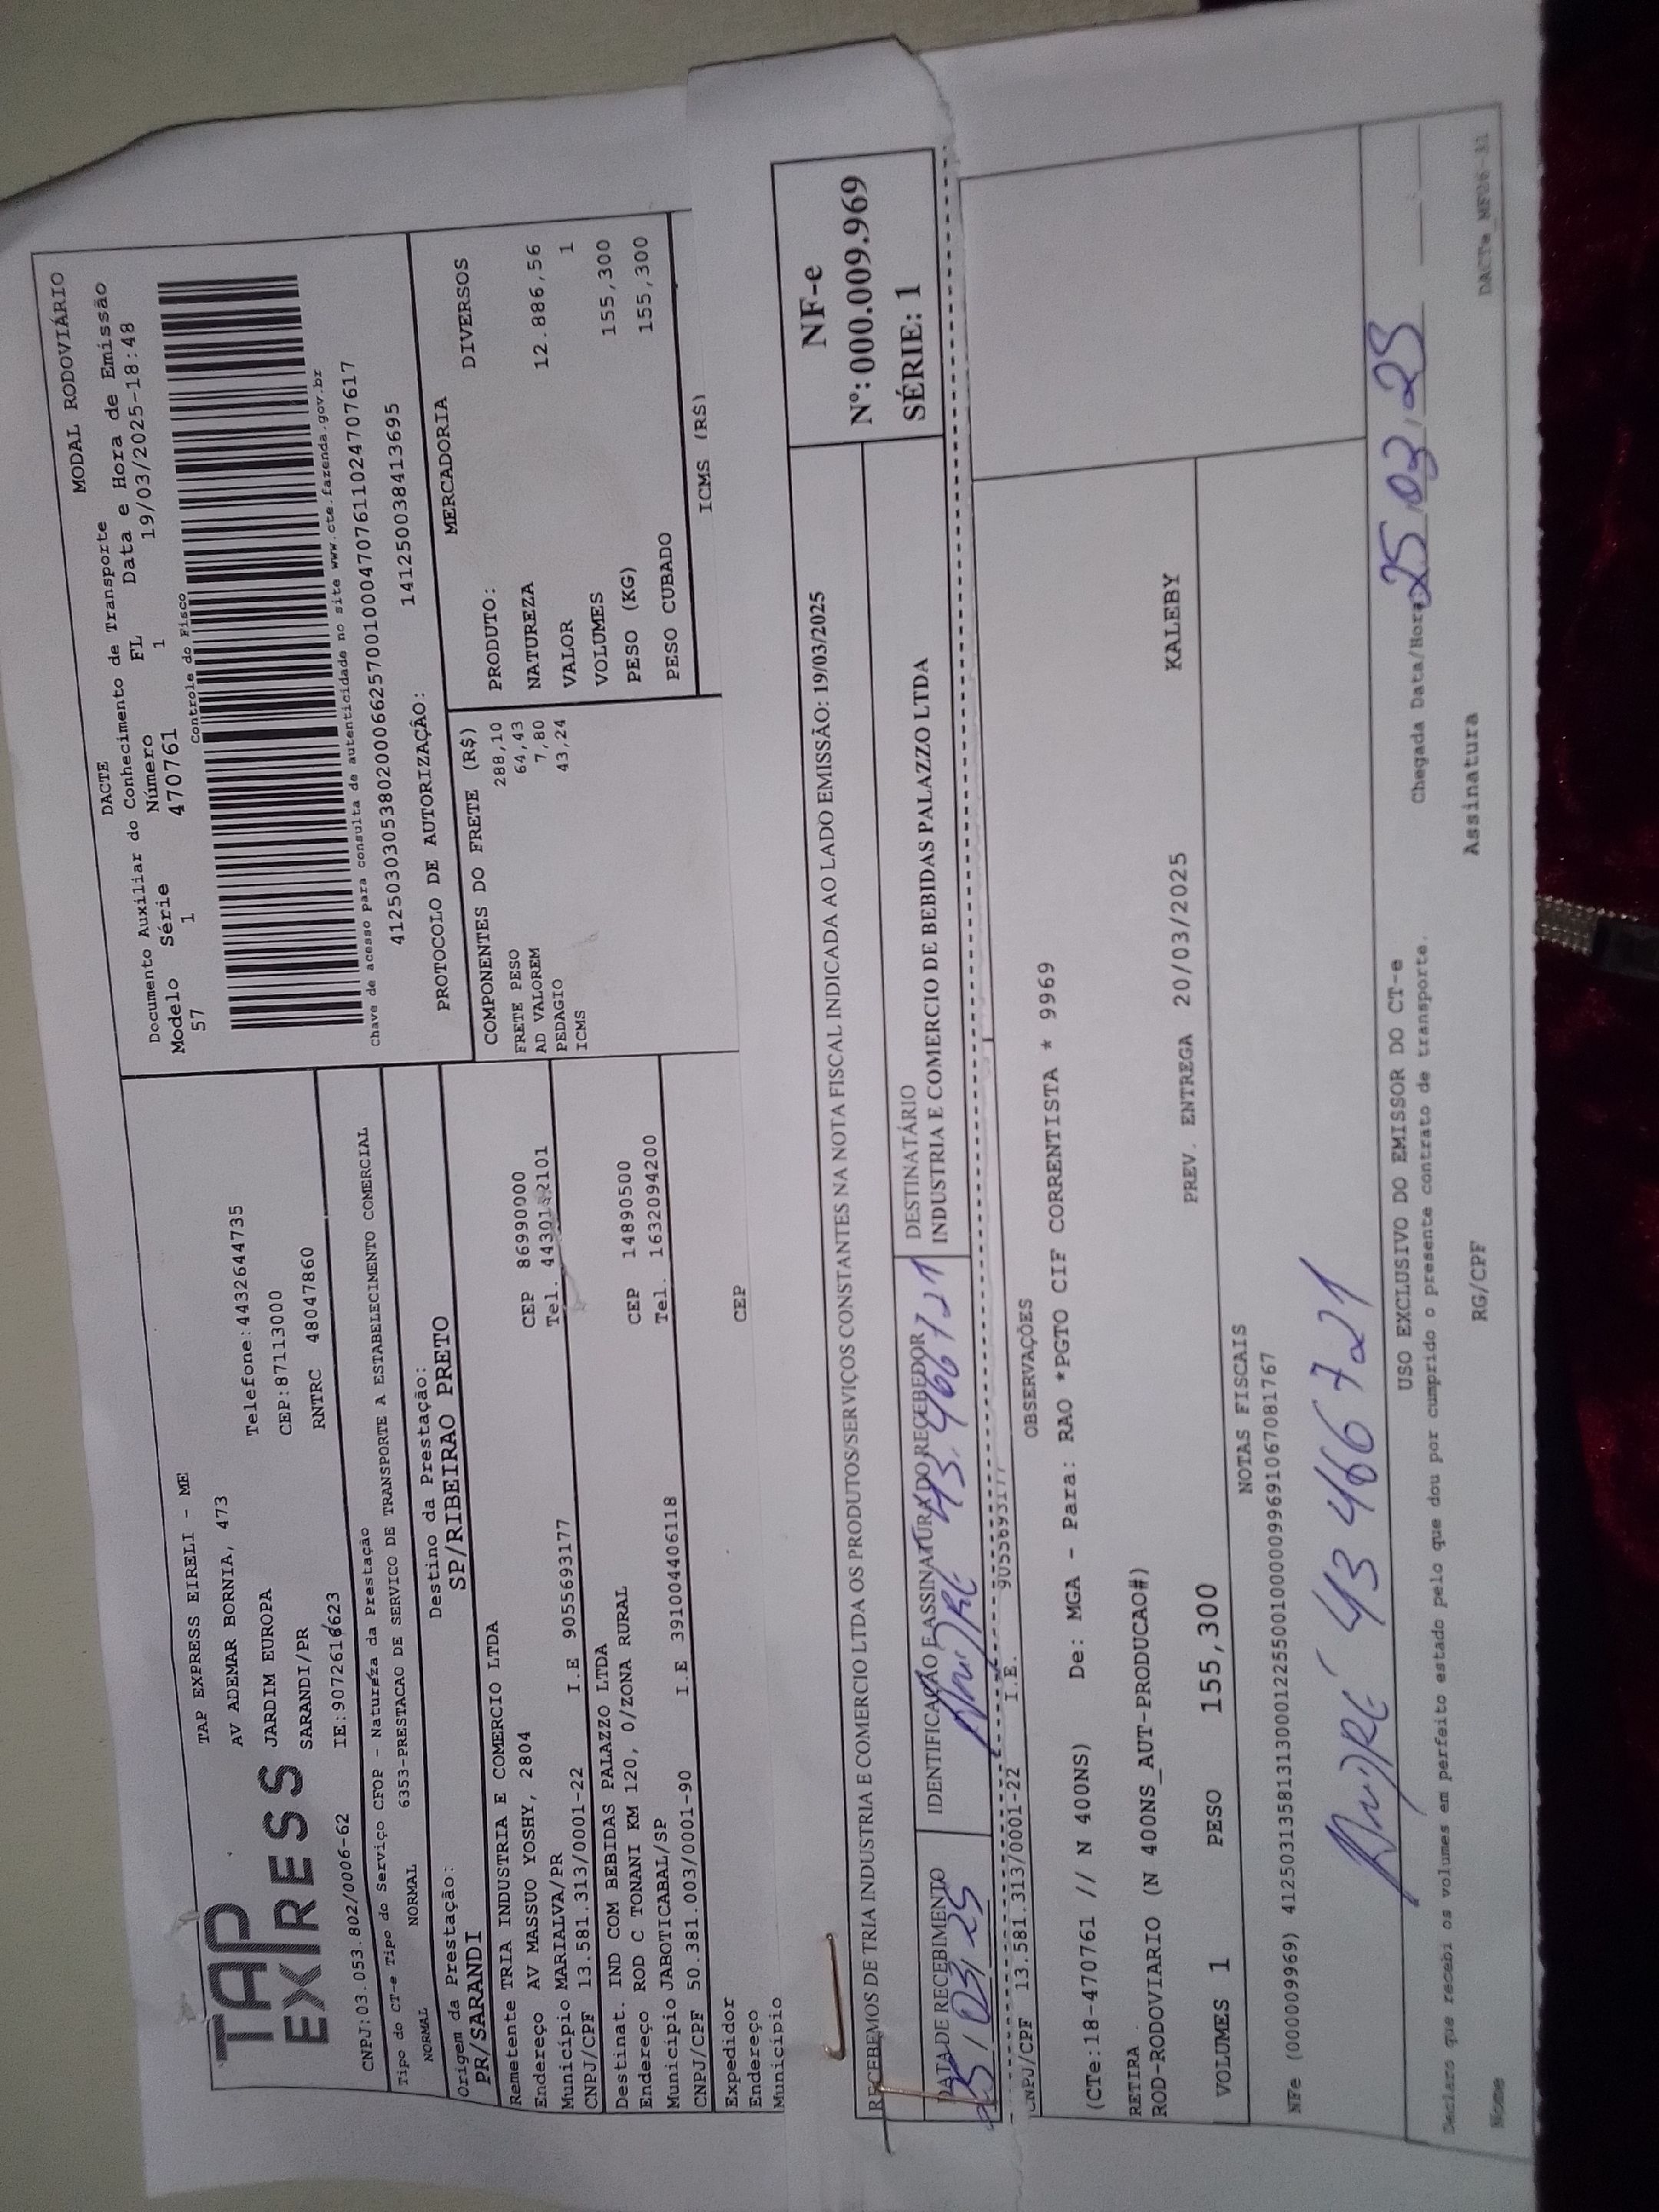 TAP
EXPRESS
TAP EXPRESS EIRELI - ME
AV ADEMAR BORNIA, 473
JARDIM EUROPA
Telefone:4432644735
SARANDI/PR
CEP:87113000
CNPJ:03.053.802/0006-62
IE:9072616623
RNTRC 48047860
DACTE
MODAL RODOVIÁRIO
Documento Auxiliar do Conhecimento de Transporte
Modelo Série Número FL Data e Hora de Emissão
57 1 470761 1 19/03/2025-18:48
Controle do Fisco
Chave de acesso para consulta de autenticidade no site www.cte.fazenda.gov.br
41250303053802000662570010004707611024707617
PROTOCOLO DE AUTORIZAÇÃO: 141250038413695
Tipo do CT-e Tipo do Serviço CFOP - Natureza da Prestação
NORMAL NORMAL 6353-PRESTACAO DE SERVICO DE TRANSPORTE A ESTABELECIMENTO COMERCIAL
Origem da Prestação: Destino da Prestação:
PR/SARANDI SP/RIBEIRAO PRETO
Remetente TRIA INDUSTRIA E COMERCIO LTDA
Endereço AV MASSUO YOSHY, 2804 CEP 86990000
Município MARIALVA/PR Tel.
CNPJ/CPF 13.581.313/0001-22 I.E 9055693177
Destinat. IND COM BEBIDAS PALAZZO LTDA
Endereço ROD C TONANI KM 120, 0/ZONA RURAL CEP 14890500
Município JABOTICABAL/SP Tel. 1632094200
CNPJ/CPF 50.381.003/0001-90 I.E 391004406118
Expedidor
Endereço CEP
Município
COMPONENTES DO FRETE (R$)
FRETE PESO 288,10
AD VALOREM 64,43
PEDAGIO 7,80
ICMS 43,24
MERCADORIA
PRODUTO: DIVERSOS
NATUREZA
VALOR 12.886,56
VOLUMES 1
PESO (KG) 155,300
PESO CUBADO 155,300
ICMS (R$)
RECEBEMOS DE TRIA INDUSTRIA E COMERCIO LTDA OS PRODUTOS/SERVIÇOS CONSTANTES NA NOTA FISCAL INDICADA AO LADO EMISSÃO: 19/03/2025
NF-e
Nº: 000.009.969
SÉRIE: 1
DATA DE RECEBIMENTO
25/03/25
IDENTIFICAÇÃO E ASSINATURA DO RECEBEDOR
ANDRE 43.466721
DESTINATÁRIO
INDUSTRIA E COMERCIO DE BEBIDAS PALAZZO LTDA
CNPJ/CPF 13.581.313/0001-22 I.E. 9055693177
OBSERVAÇÕES
(CTe:18-470761 // N 400NS) De: MGA - Para: RAO *PGTO CIF CORRENTISTA * 9969
RETIRA
ROD-RODOVIARIO (N 400NS_AUT-PRODUCAO#)
PREV. ENTREGA 20/03/2025 KALEBY
VOLUMES 1 PESO 155,300
NOTAS FISCAIS
NFe (000009969) 41250313581313000122550010000099691067081767
ANDRE 43 466 721
USO EXCLUSIVO DO EMISSOR DO CT-e
Declaro que recebi os volumes em perfeito estado pelo que dou por cumprido o presente contrato de transporte.
Chegada Data/Hora 25/03/25
Nome RG/CPF Assinatura